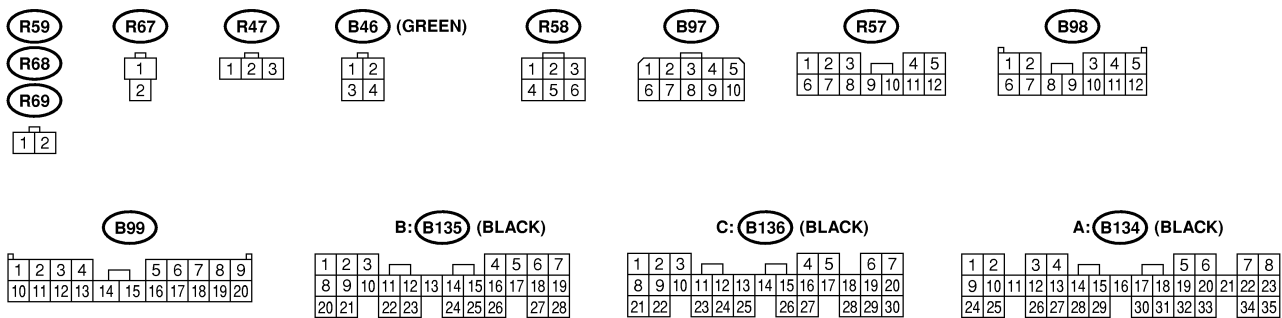 R59 R67 R47 B46 (GREEN) R58 B97 R57 B98
R68
R69
1 2
1
2
1 2 3
1 2
3 4
1 2 3
4 5 6
1 2 3 4 5
6 7 8 9 10
1 2 3 4 5
6 7 8 9 10 11 12
1 2 3 4 5
6 7 8 9 10 11 12
B99 B: B135 (BLACK) C: B136 (BLACK) A: B134 (BLACK)
1 2 3 4 5 6 7 8 9
10 11 12 13 14 15 16 17 18 19 20
1 2 3 4 5 6 7
8 9 10 11 12 13 14 15 16 17 18 19
20 21 22 23 24 25 26 27 28
1 2 3 4 5 6 7
8 9 10 11 12 13 14 15 16 17 18 19 20
21 22 23 24 25 26 27 28 29 30
1 2 3 4 5 6 7 8
9 10 11 12 13 14 15 16 17 18 19 20 21 22 23
24 25 26 27 28 29 30 31 32 33 34 35